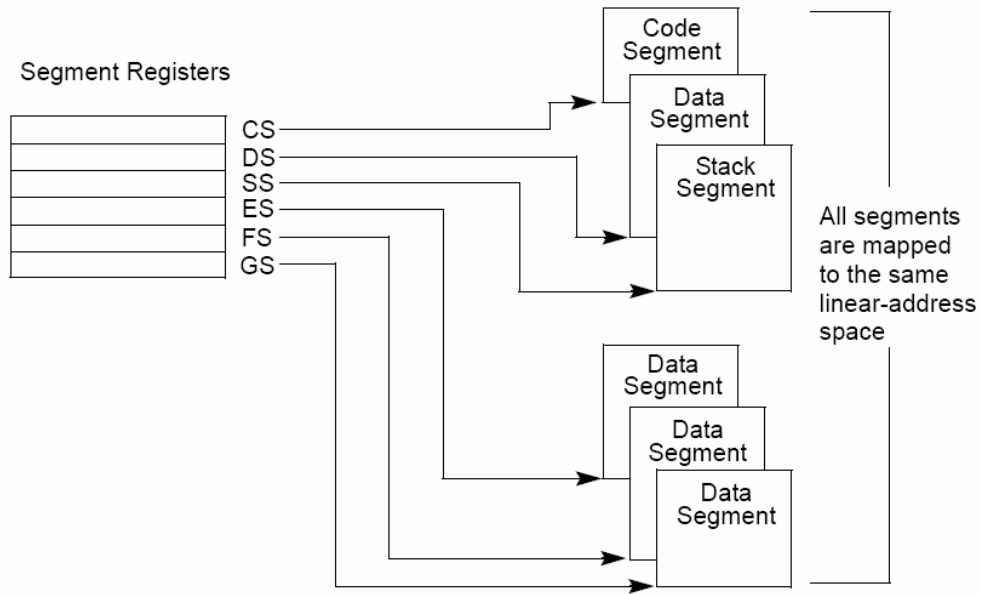 Segment Registers
CS
DS
SS
ES
FS
GS
Code
Segment
Data
Segment
Stack
Segment
Data
Segment
Data
Segment
Data
Segment
All segments
are mapped
to the same
linear-address
space